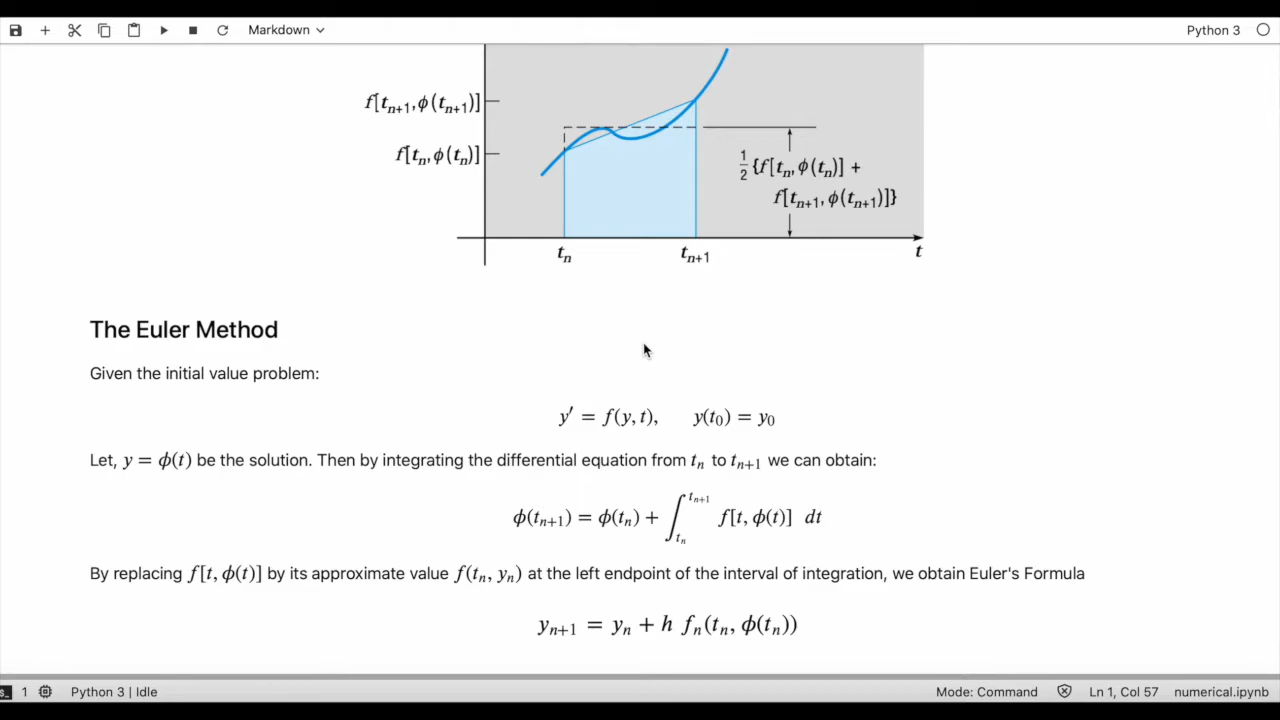 Markdown
Python 3
f[tₙ₊₁,ϕ(tₙ₊₁)]
f[tₙ,ϕ(tₙ)]
1/2 {f[tₙ,ϕ(tₙ)] +
f[tₙ₊₁,ϕ(tₙ₊₁)]}
tₙ tₙ₊₁ t
The Euler Method
Given the initial value problem:
y′ = f(y, t), y(t₀) = y₀
Let, y = ϕ(t) be the solution. Then by integrating the differential equation from tₙ to tₙ₊₁ we can obtain:
ϕ(tₙ₊₁) = ϕ(tₙ) + ∫_{tₙ}^{tₙ₊₁} f[t, ϕ(t)] dt
By replacing f[t, ϕ(t)] by its approximate value f(tₙ, yₙ) at the left endpoint of the interval of integration, we obtain Euler's Formula
yₙ₊₁ = yₙ + h fₙ(tₙ, ϕ(tₙ))
1 Python 3 | Idle Mode: Command Ln 1, Col 57 numerical.ipynb